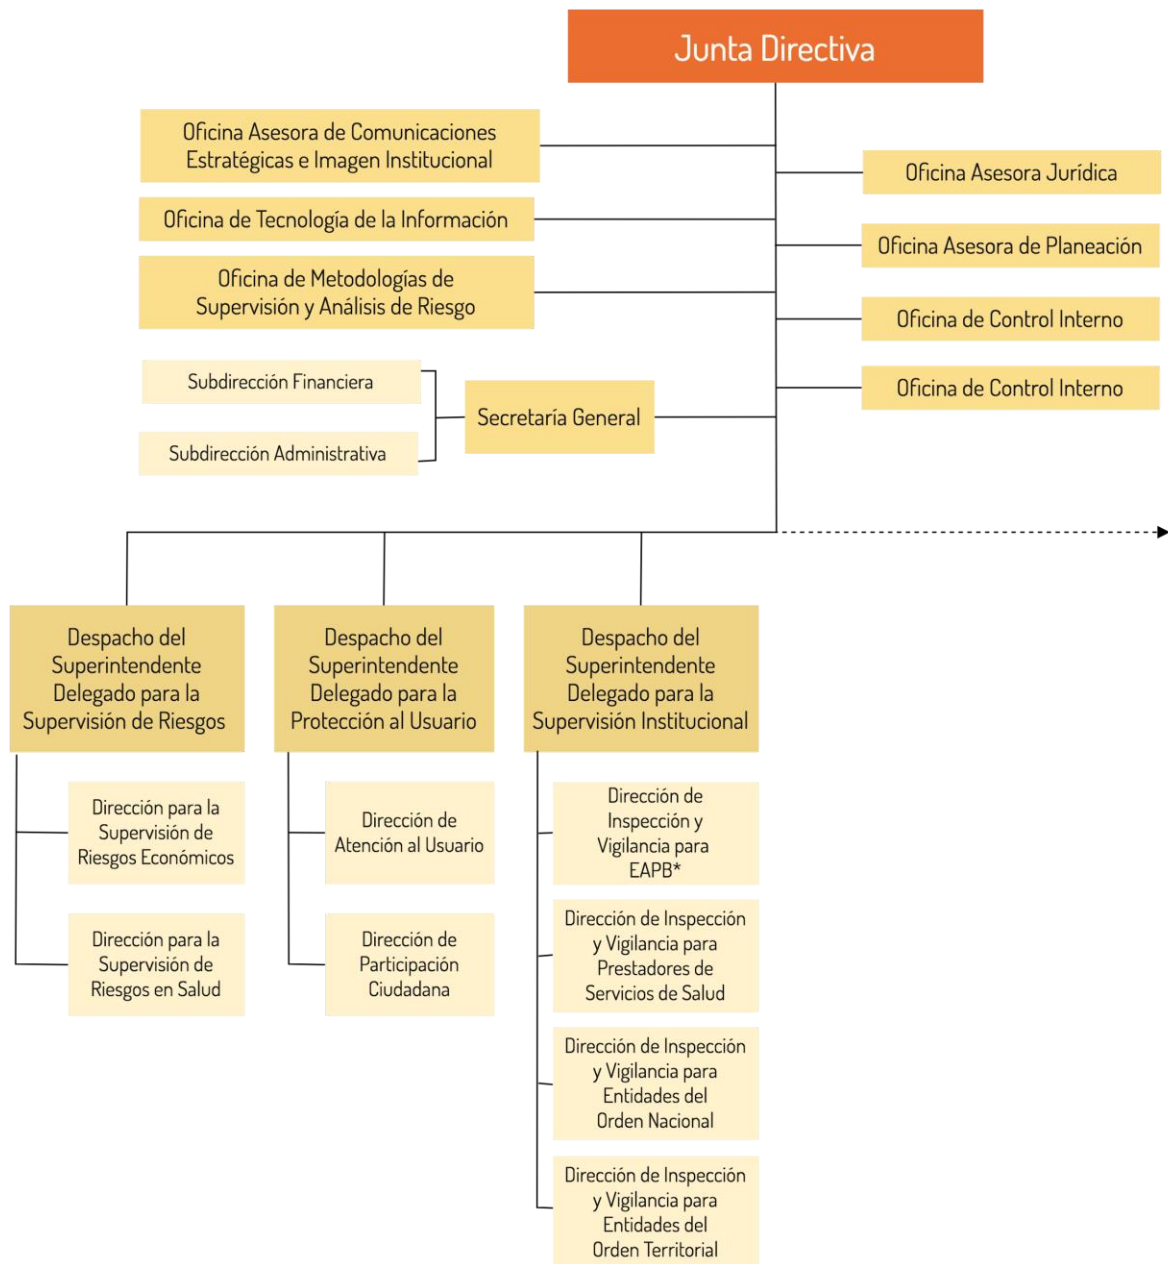 Junta Directiva
Oficina Asesora de Comunicaciones
Estratégicas e Imagen Institucional
Oficina Asesora Jurídica
Oficina de Tecnología de la Información
Oficina Asesora de Planeación
Oficina de Metodologías de
Supervisión y Análisis de Riesgo
Oficina de Control Interno
Subdirección Financiera
Oficina de Control Interno
Secretaría General
Subdirección Administrativa
Despacho del
Superintendente
Delegado para la
Supervisión de Riesgos
Despacho del
Superintendente
Delegado para la
Protección al Usuario
Despacho del
Superintendente
Delegado para la
Supervisión Institucional
Dirección para la
Supervisión de
Riesgos Económicos
Dirección para la
Supervisión de
Riesgos en Salud
Dirección de
Atención al Usuario
Dirección de
Participación
Ciudadana
Dirección de
Inspección y
Vigilancia para
EAPB*
Dirección de Inspección
y Vigilancia para
Prestadores de
Servicios de Salud
Dirección de Inspección
y Vigilancia para
Entidades del
Orden Nacional
Dirección de Inspección
y Vigilancia para
Entidades del
Orden Territorial